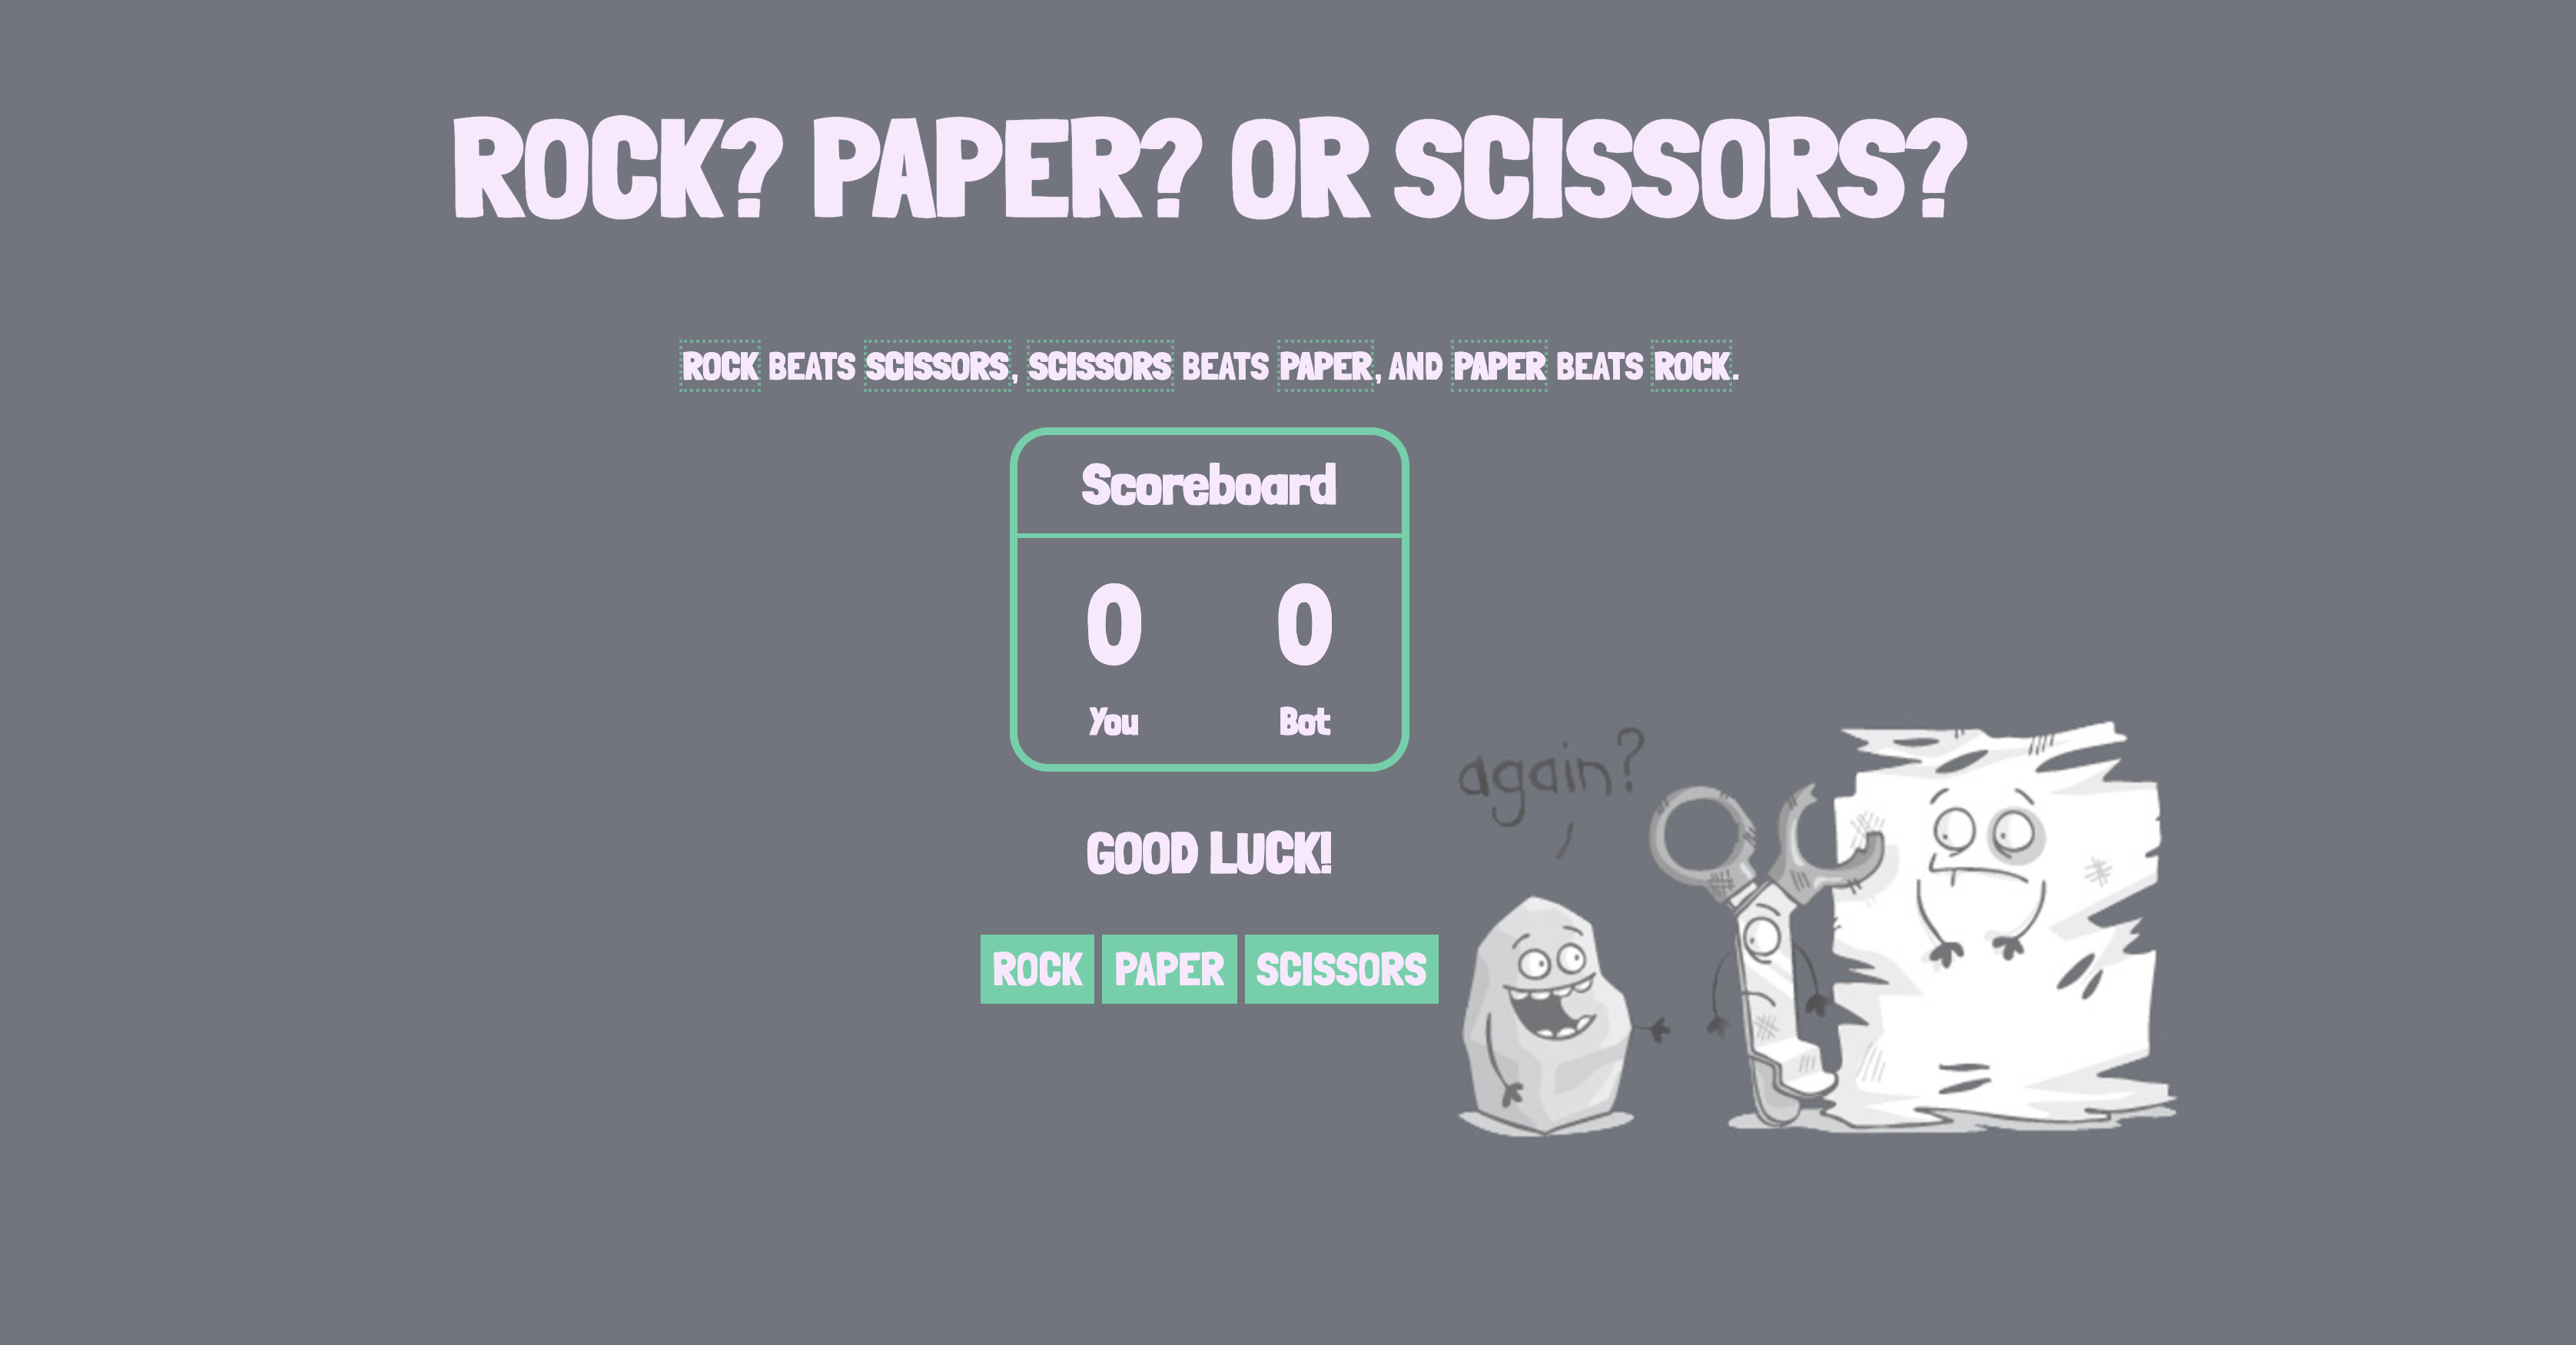 ROCK? PAPER? OR SCISSORS?
ROCK BEATS SCISSORS, SCISSORS BEATS PAPER, AND PAPER BEATS ROCK.
Scoreboard
0 0
You Bot
again?
GOOD LUCK!
ROCK PAPER SCISSORS